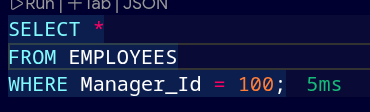 ▷Run | +Tab | JSON
SELECT *
FROM EMPLOYEES
WHERE Manager_Id = 100; 5ms